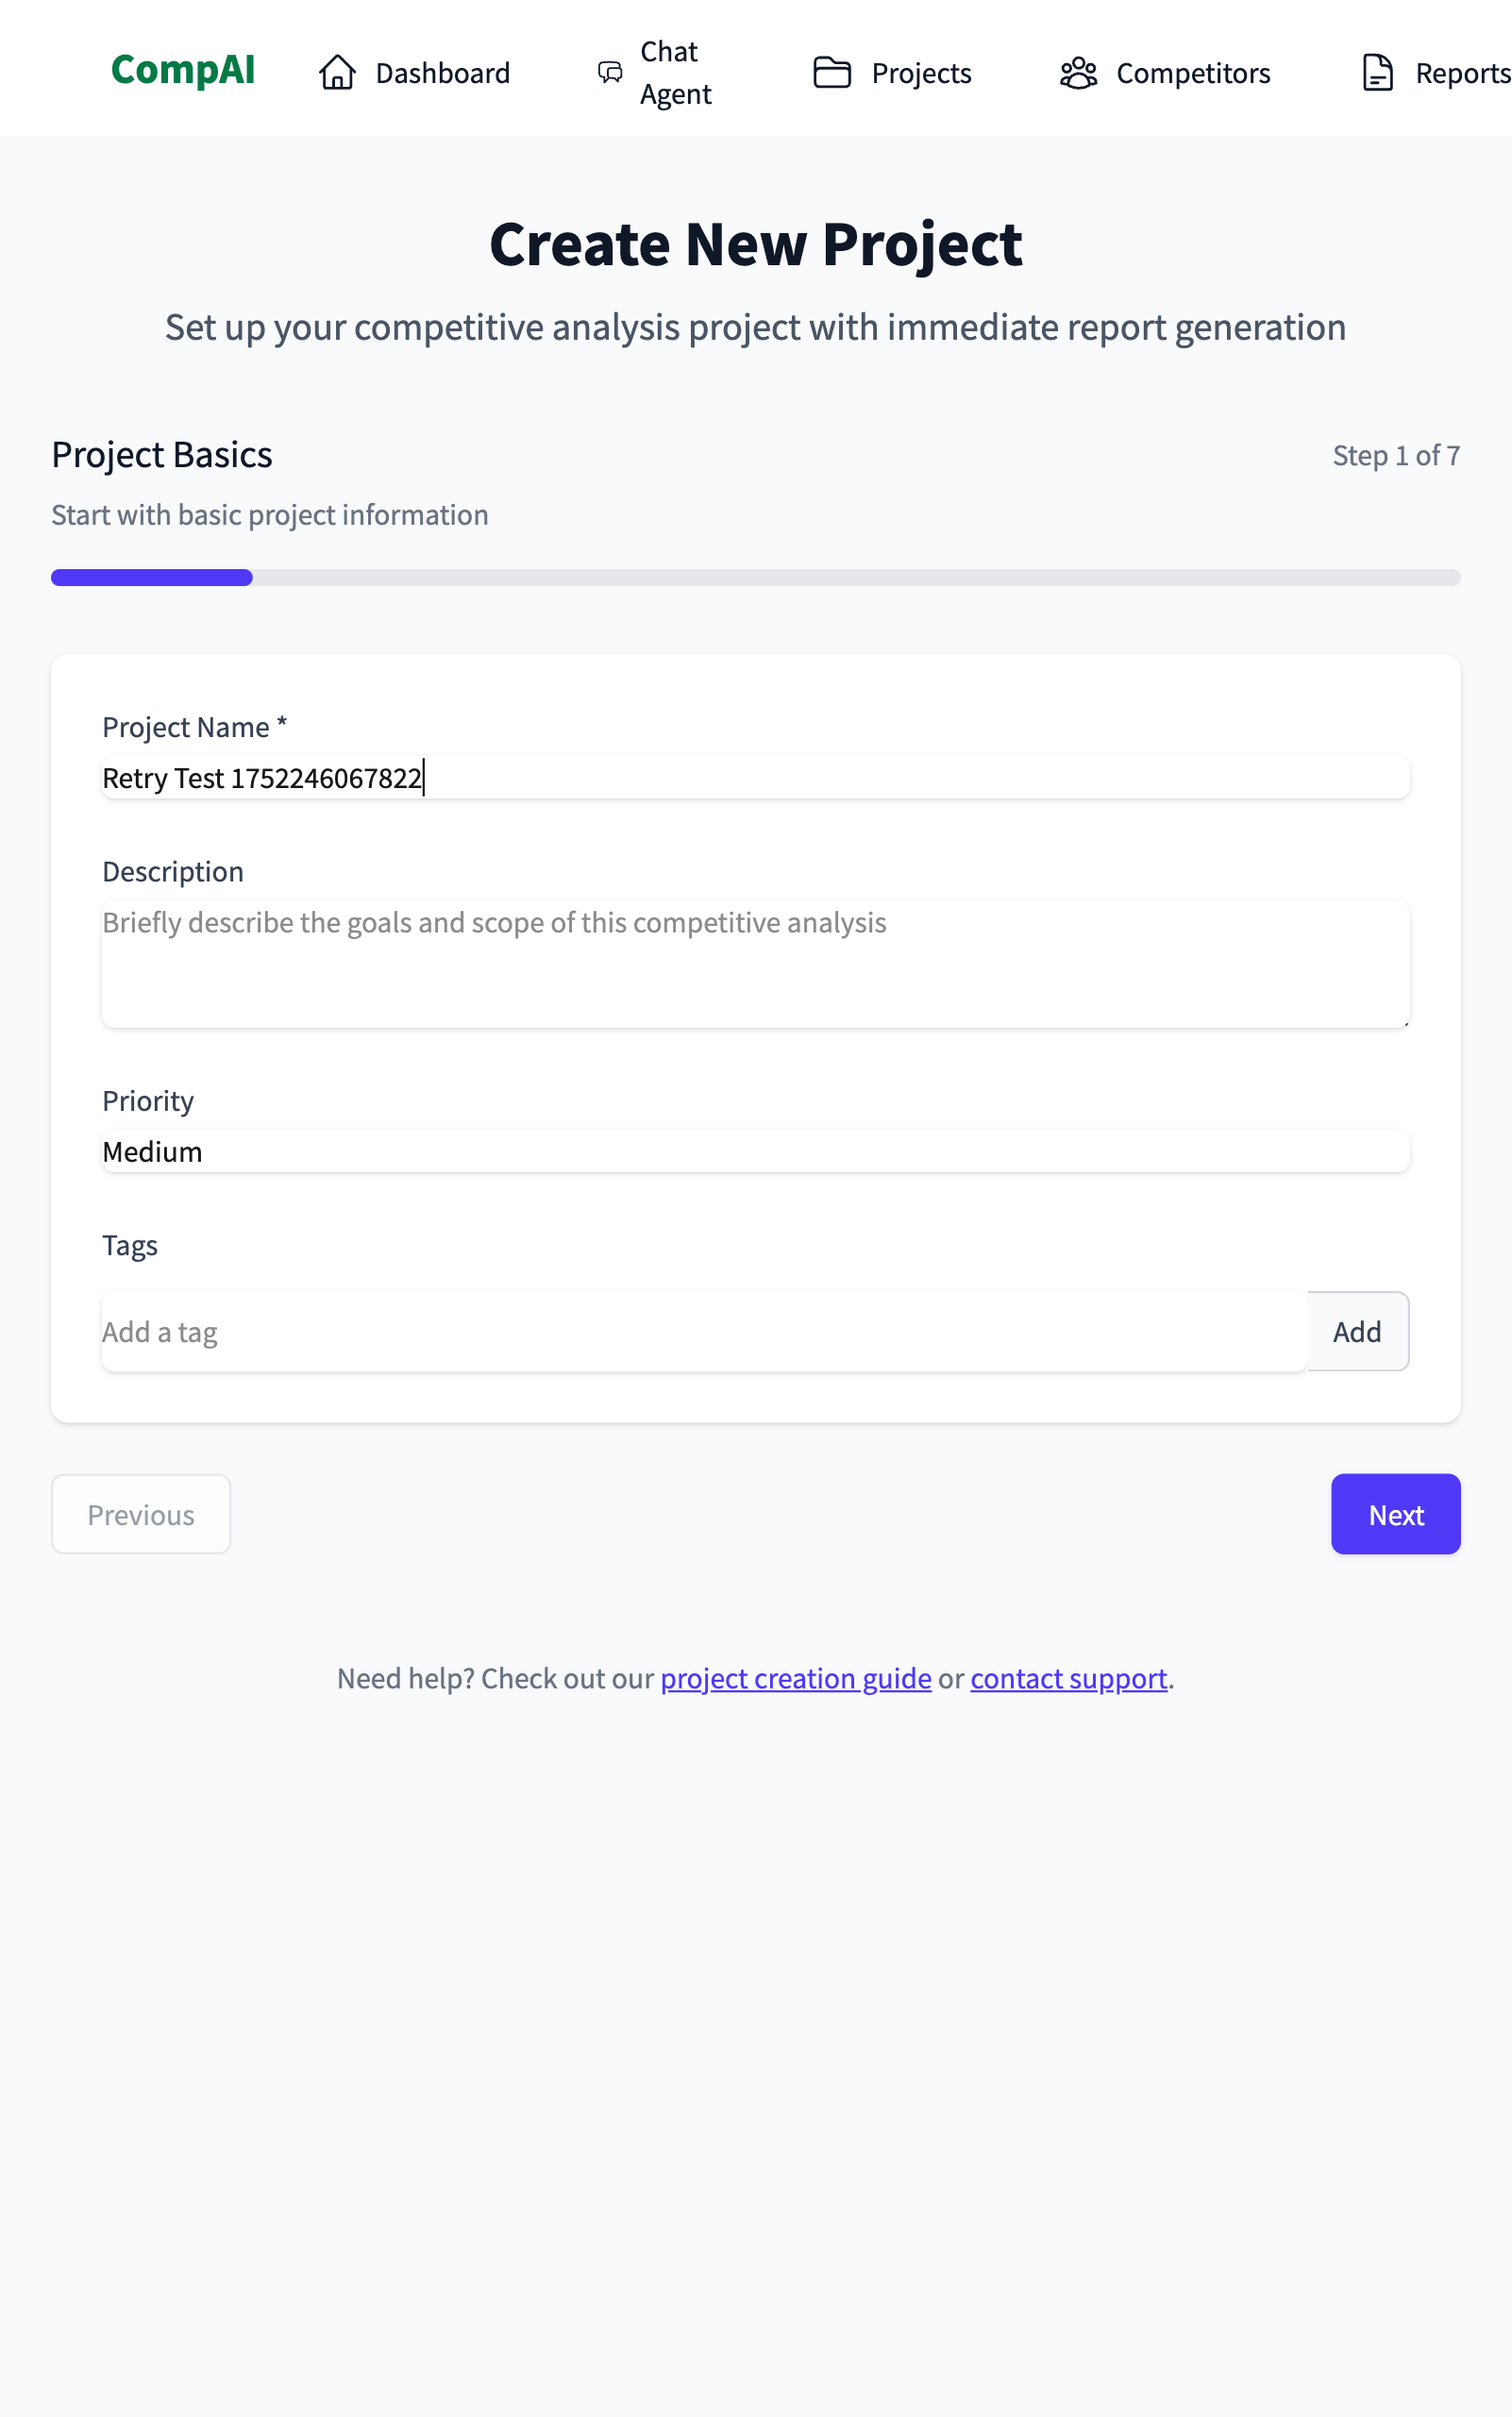 CompAI
Dashboard
Chat
Agent
Projects
Competitors
Reports
Create New Project
Set up your competitive analysis project with immediate report generation
Project Basics
Step 1 of 7
Start with basic project information
Project Name *
Retry Test 1752246067822
Description
Briefly describe the goals and scope of this competitive analysis
Priority
Medium
Tags
Add a tag
Add
Previous
Next
Need help? Check out our project creation guide or contact support.